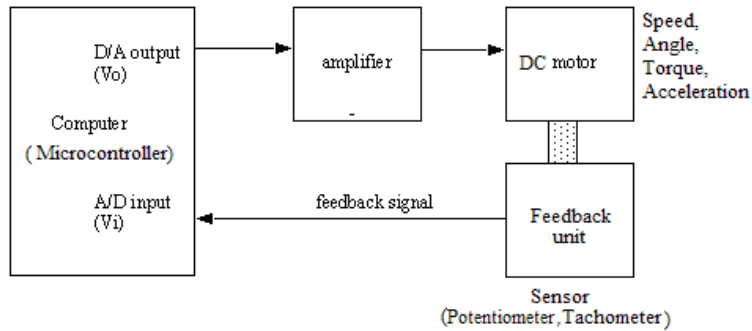 D/A output
(Vo)
Computer
( Microcontroller)
A/D input
(Vi)
amplifier
-
DC motor
Speed,
Angle,
Torque,
Acceleration
feedback signal
Feedback
unit
Sensor
(Potentiometer,Tachometer)